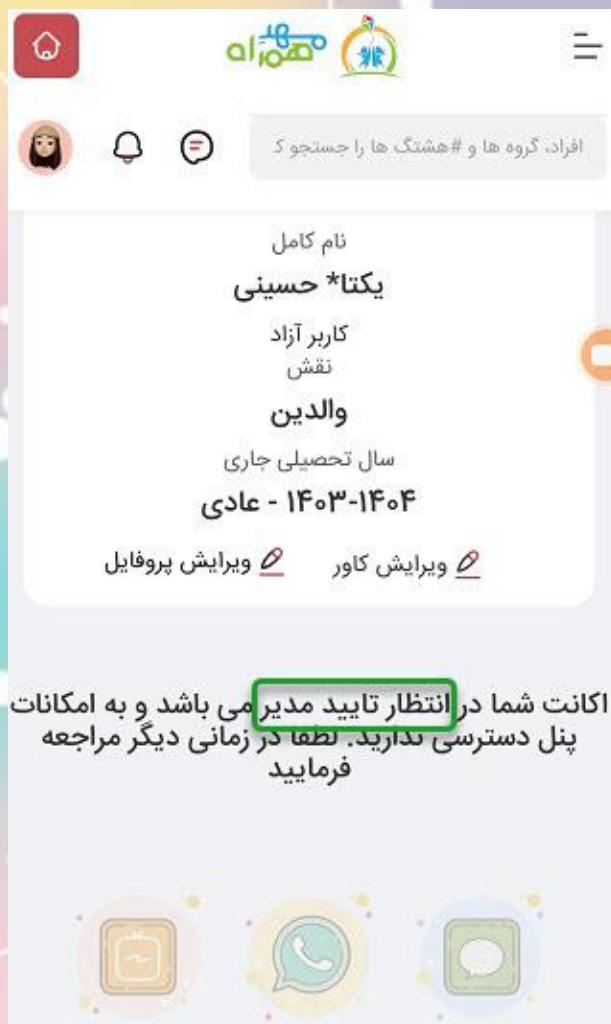 مهد همراه
افراد، گروه ها و #هشتگ ها را جستجو ک
نام کامل
یکتا* حسینی
کاربر آزاد
نقش
والدین
سال تحصیلی جاری
۱۴۰۳-۱۴۰۴ - عادی
ویرایش کاور ویرایش پروفایل
اکانت شما در انتظار تایید مدیر می باشد و به امکانات
پنل دسترسی ندارید. لطفا در زمانی دیگر مراجعه
فرمایید